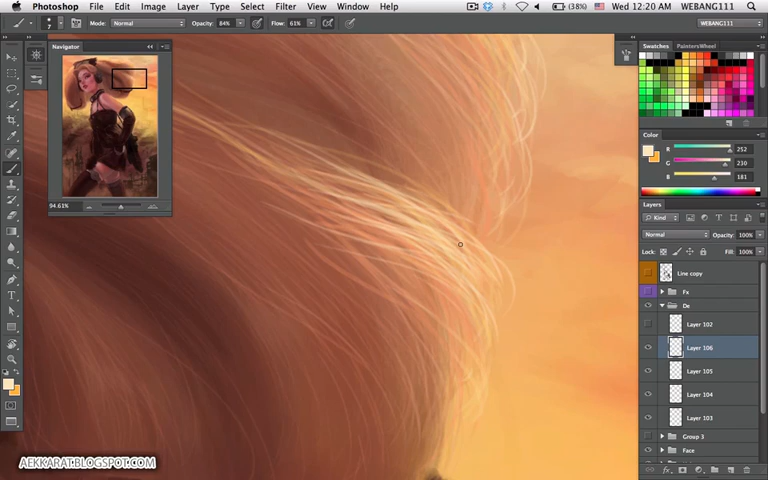 Photoshop File Edit Image Layer Type Select Filter View Window Help (38%) Wed 12:20 AM WEBANG111
7 Mode: Normal Opacity: 84% Flow: 61% WEBANG111
Navigator
94.61%
Swatches PaintersWheel
Color
R 252
G 230
B 181
Layers
Kind
Normal Opacity: 100%
Lock: Fill: 100%
Line copy
Fx
De
Layer 102
Layer 106
Layer 105
Layer 104
Layer 103
Group 3
Face
AEKKARAT.BLOGSPOT.COM